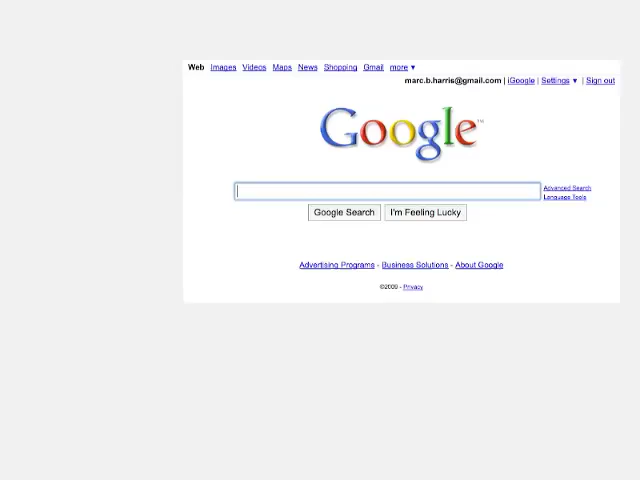 Web Images Videos Maps News Shopping Gmail more ▼
marc.b.harris@gmail.com | iGoogle | Settings ▼ | Sign out
Google™
Advanced Search
Language Tools
Google Search I'm Feeling Lucky
Advertising Programs - Business Solutions - About Google
©2009 - Privacy